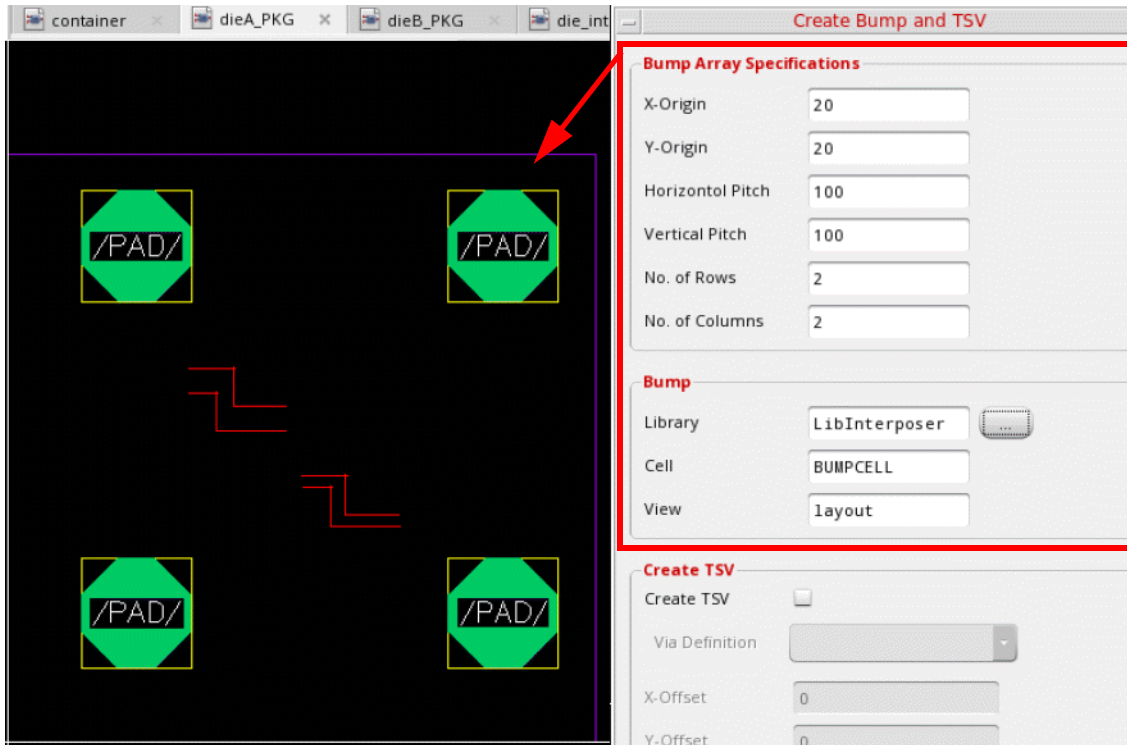 container
dieA_PKG
dieB_PKG
die_int
Create Bump and TSV
/PAD/
/PAD/
/PAD/
/PAD/
Bump Array Specifications
X-Origin 20
Y-Origin 20
Horizontol Pitch 100
Vertical Pitch 100
No. of Rows 2
No. of Columns 2
Bump
Library LibInterposer ...
Cell BUMPCELL
View layout
Create TSV
Create TSV
Via Definition
X-Offset 0
Y-Offset 0